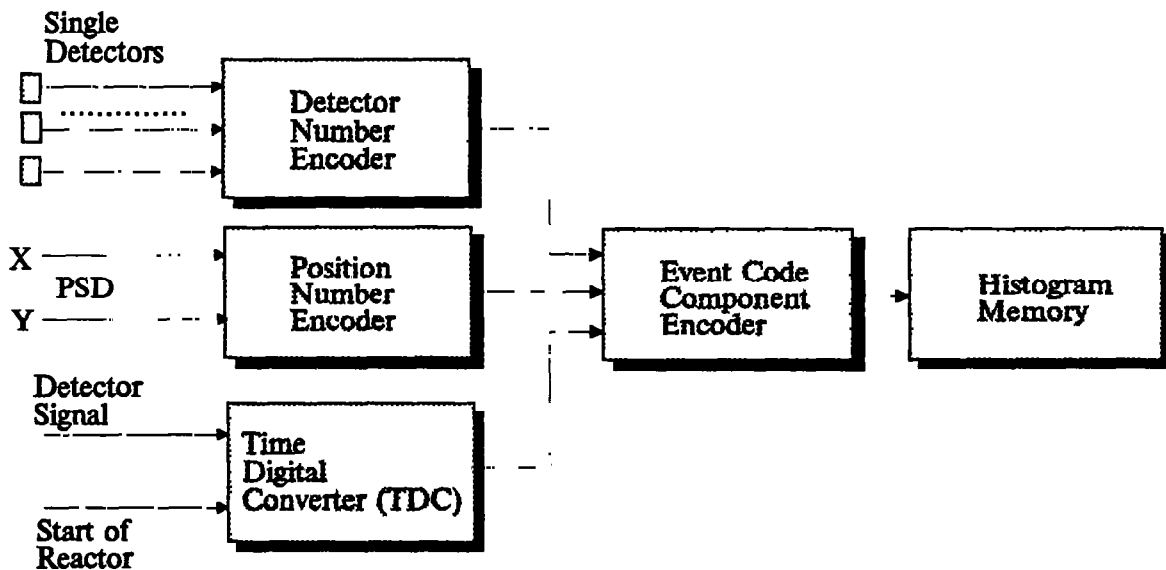 Single
Detectors
Detector
Number
Encoder
X
PSD
Y
Position
Number
Encoder
Event Code
Component
Encoder
Histogram
Memory
Detector
Signal
Time
Digital
Converter (TDC)
Start of
Reactor